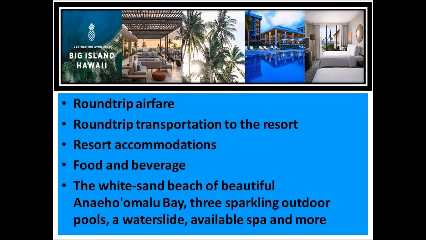 BIG ISLAND
HAWAII
• Roundtrip airfare
• Roundtrip transportation to the resort
• Resort accommodations
• Food and beverage
• The white-sand beach of beautiful
Anaeho'omalu Bay, three sparkling outdoor
pools, a waterslide, available spa and more